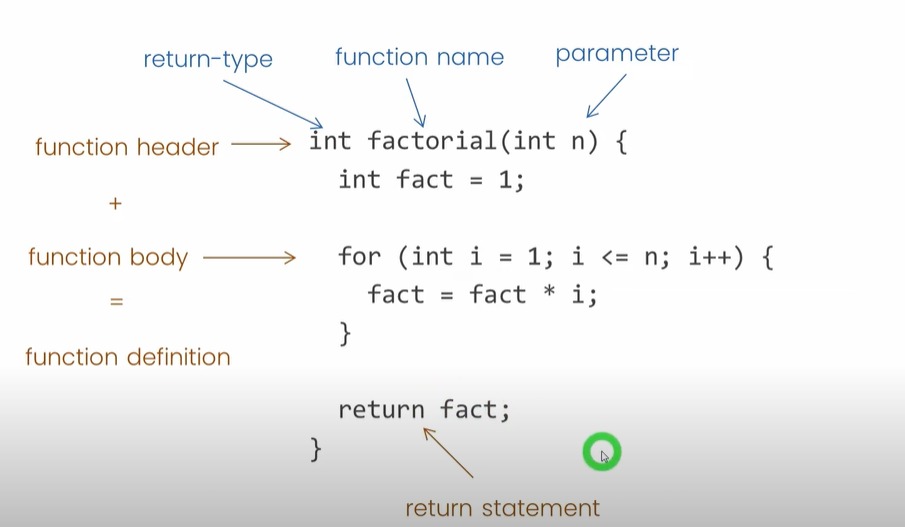 return-type function name parameter
function header int factorial(int n) {
int fact = 1;
+
function body for (int i = 1; i <= n; i++) {
= fact = fact * i;
}
function definition
return fact;
}
return statement